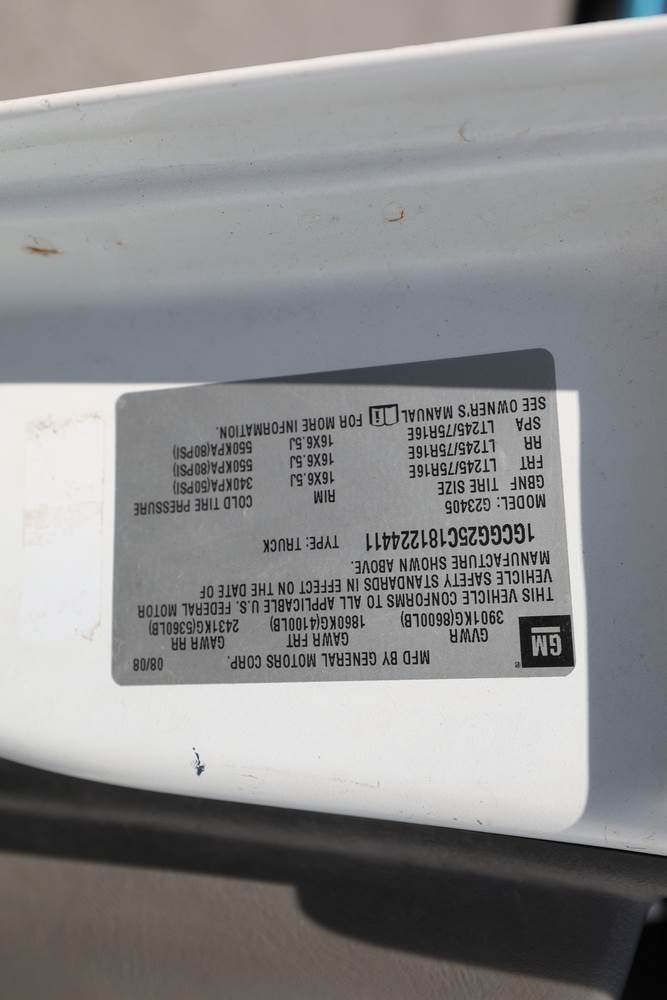 GM® MFD BY GENERAL MOTORS CORP. 08/08
GVWR GAWR FRT GAWR RR
3901KG(8600LB) 1860KG(4100LB) 2431KG(5360LB)
THIS VEHICLE CONFORMS TO ALL APPLICABLE U.S. FEDERAL MOTOR
VEHICLE SAFETY STANDARDS IN EFFECT ON THE DATE OF
MANUFACTURE SHOWN ABOVE.
1GCGG25C181224411 TYPE: TRUCK
MODEL: G23405
GBNF TIRE SIZE RIM COLD TIRE PRESSURE
FRT LT245/75R16E 16X6.5J 340KPA(50PSI)
RR LT245/75R16E 16X6.5J 550KPA(80PSI)
SPA LT245/75R16E 16X6.5J 550KPA(80PSI)
SEE OWNER'S MANUAL FOR MORE INFORMATION.